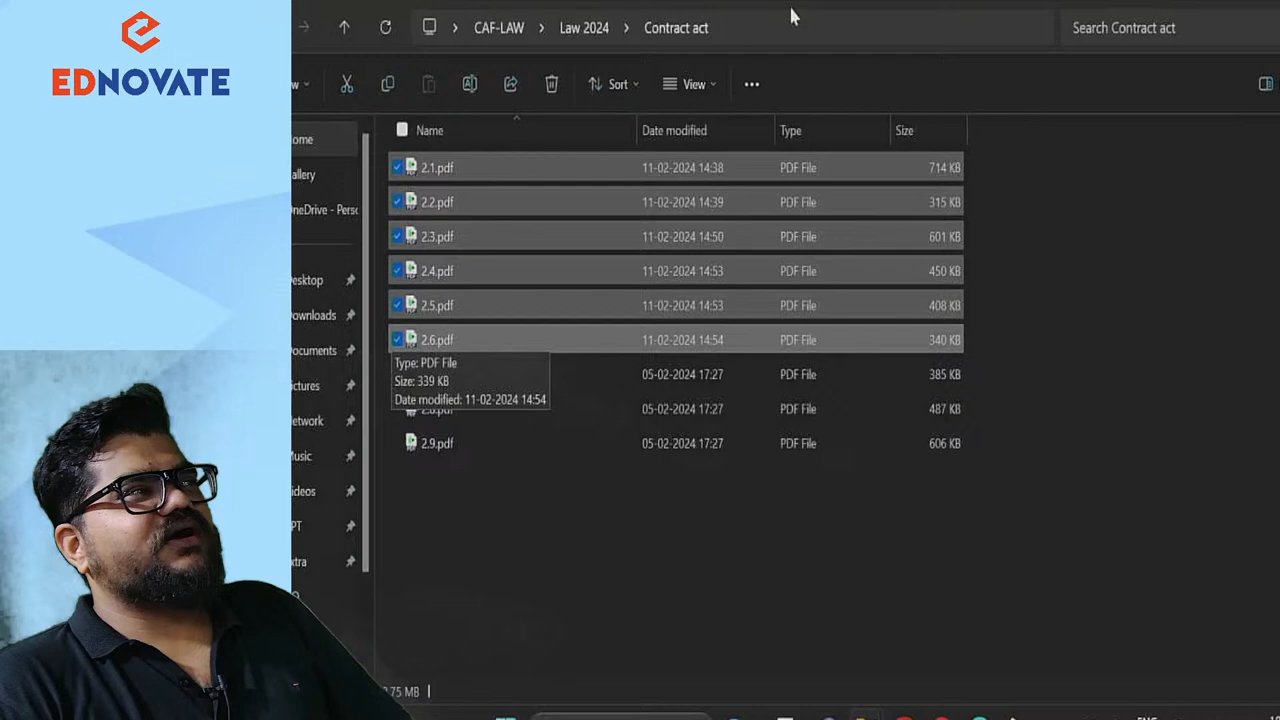 EDNOVATE
CAF-LAW > Law 2024 > Contract act
Search Contract act
Sort
View
Name Date modified Type Size
2.1.pdf 11-02-2024 14:38 PDF File 714 KB
2.2.pdf 11-02-2024 14:39 PDF File 315 KB
2.3.pdf 11-02-2024 14:50 PDF File 601 KB
2.4.pdf 11-02-2024 14:53 PDF File 450 KB
2.5.pdf 11-02-2024 14:53 PDF File 408 KB
2.6.pdf 11-02-2024 14:54 PDF File 340 KB
Type: PDF File
Size: 339 KB
Date modified: 11-02-2024 14:54
05-02-2024 17:27 PDF File 385 KB
05-02-2024 17:27 PDF File 487 KB
2.9.pdf 05-02-2024 17:27 PDF File 606 KB
ome
allery
neDrive - Perso
esktop
ownloads
ocuments
ictures
etwork
usic
ideos
PT
xtra
.75 MB